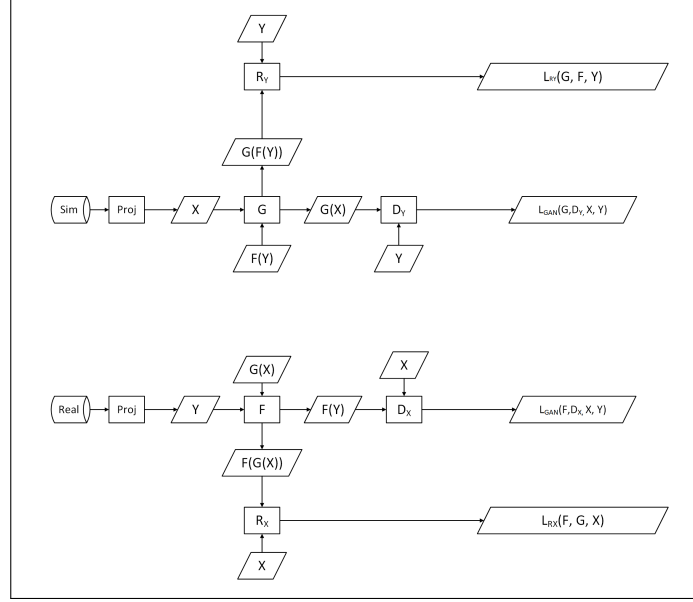 Y
R_Y
L_RY(G, F, Y)
G(F(Y))
Sim
Proj
X
G
G(X)
D_Y
L_GAN(G,D_Y, X, Y)
F(Y)
Y
G(X)
X
Real
Proj
Y
F
F(Y)
D_X
L_GAN(F,D_X, X, Y)
F(G(X))
R_X
L_RX(F, G, X)
X